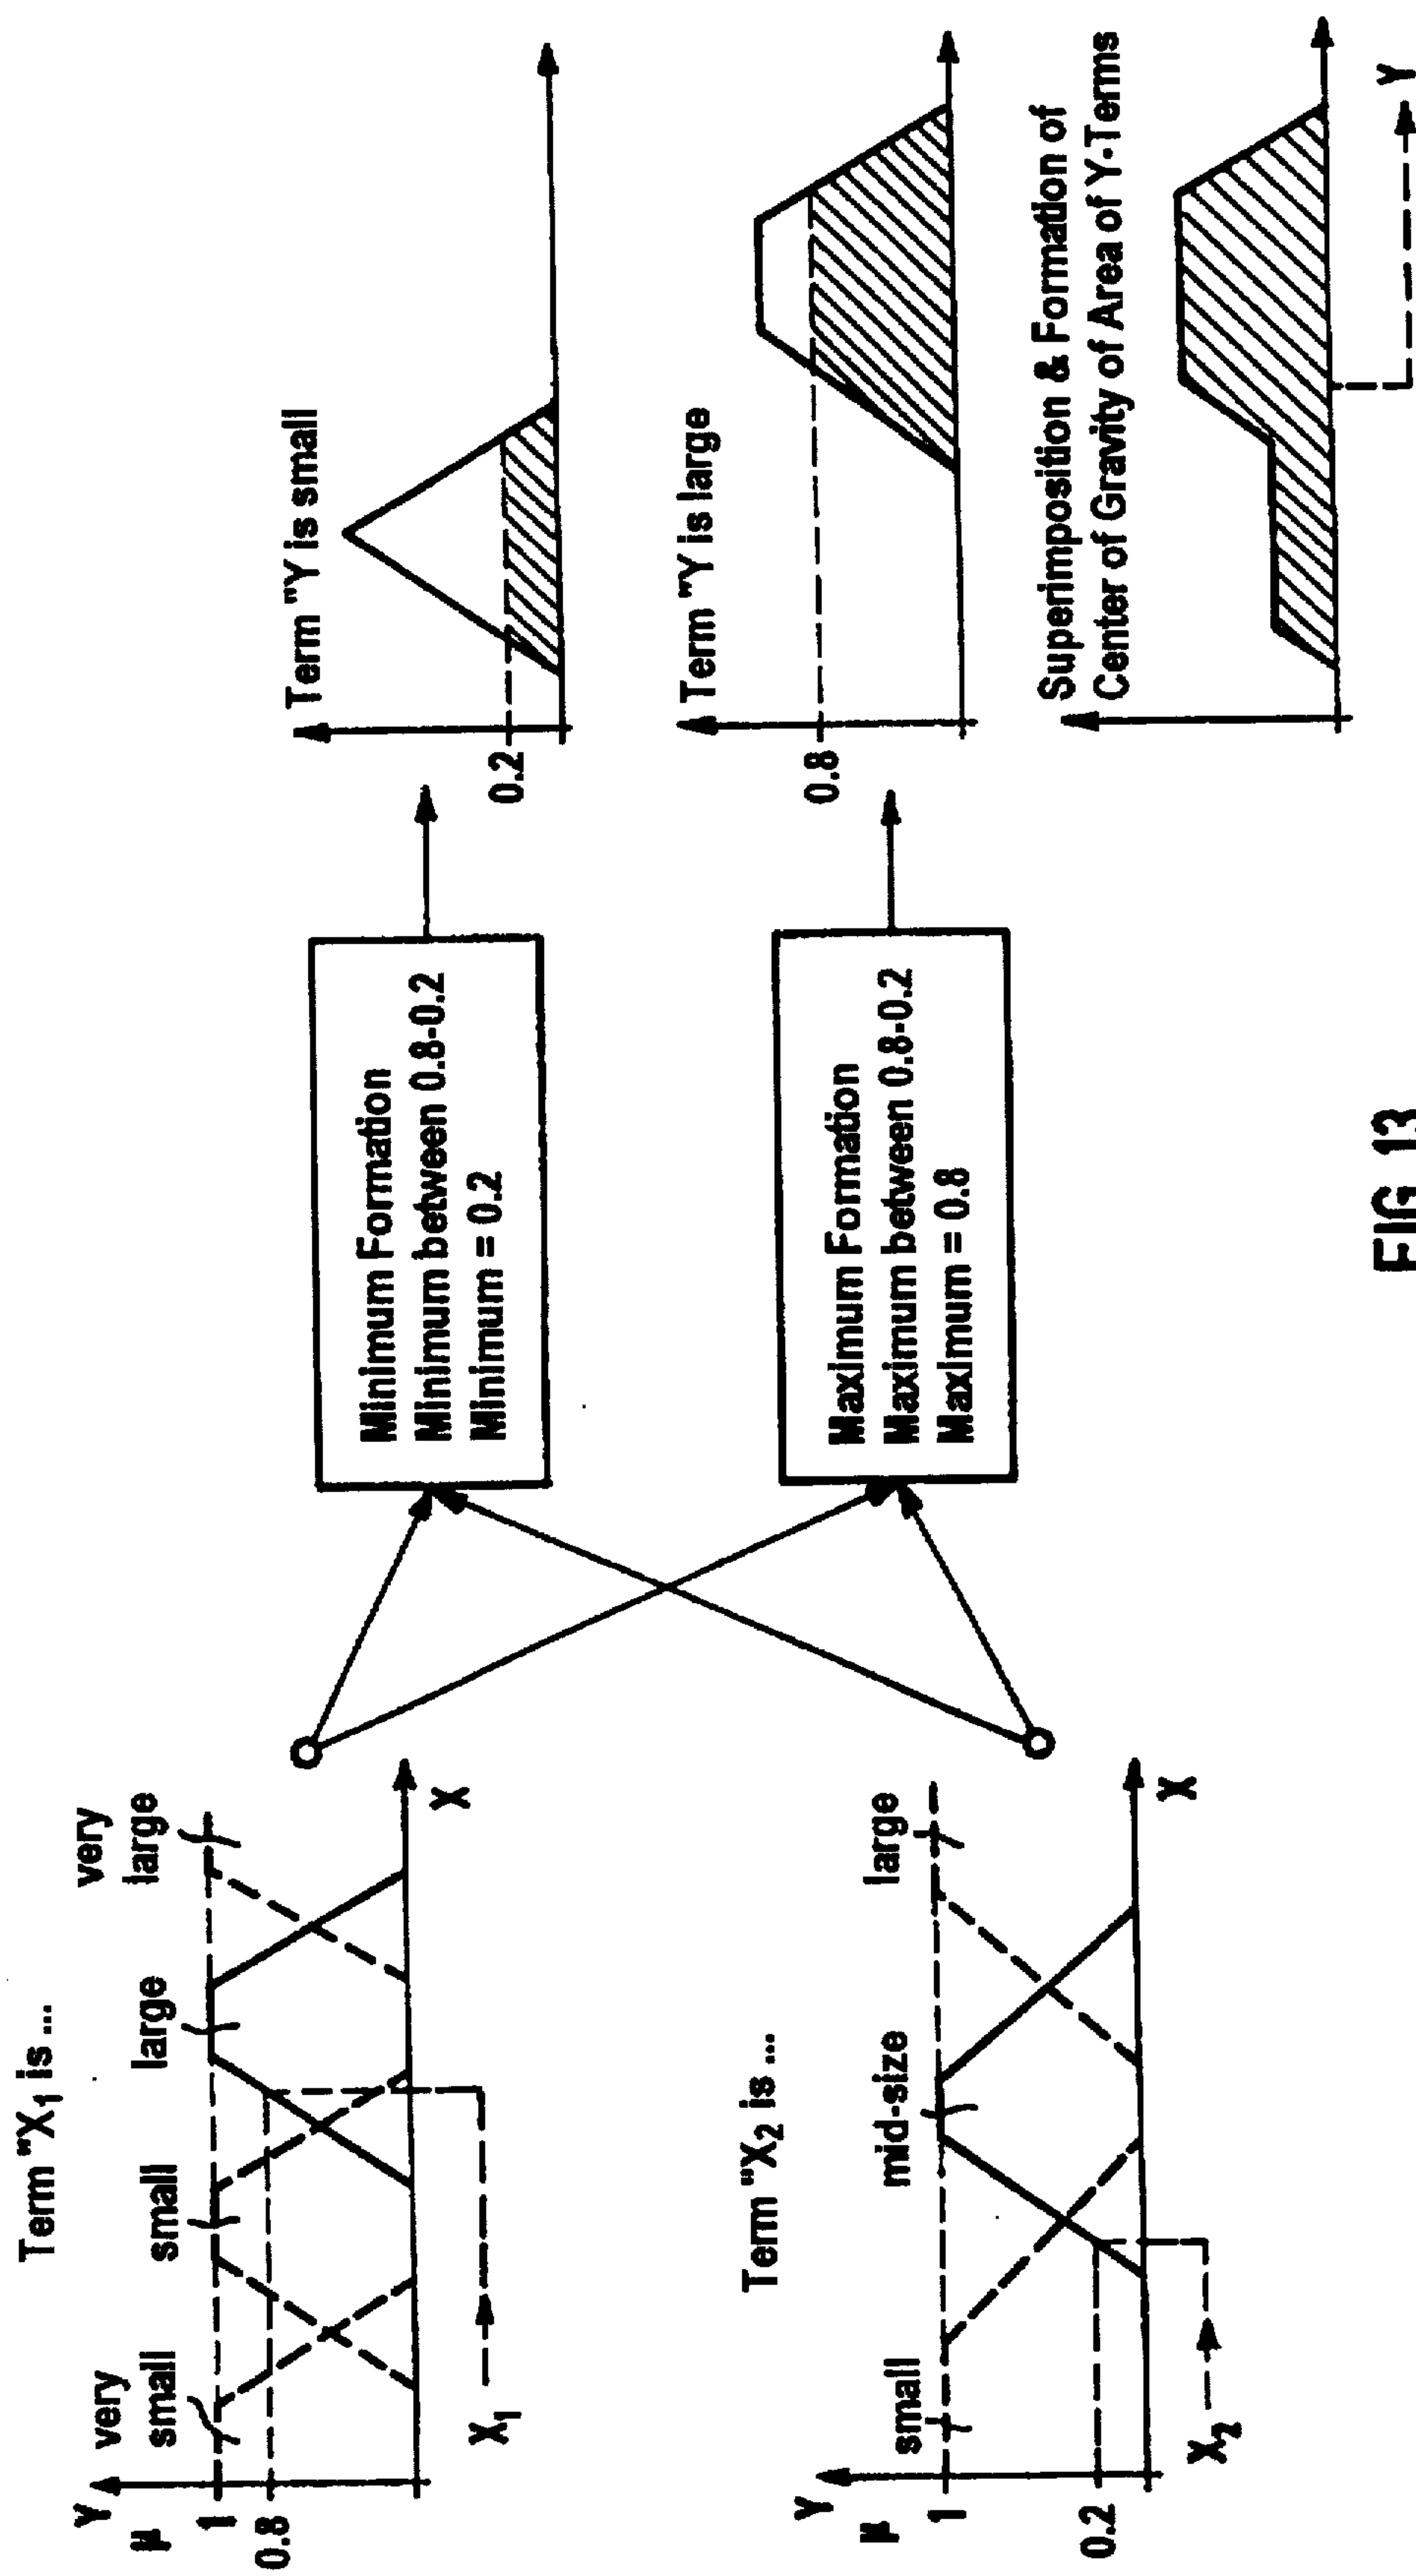 Term "X1 is ...
very
small
small
large
very
large
Y
μ
1
0.8
X1
X
Term "X2 is ...
small
mid-size
large
Y
μ
1
0.2
X2
X
Minimum Formation
Minimum between 0.8-0.2
Minimum = 0.2
Maximum Formation
Maximum between 0.8-0.2
Maximum = 0.8
Term "Y is small
0.2
Term "Y is large
0.8
Superimposition & Formation of
Center of Gravity of Area of Y-Terms
Y
FIG 13